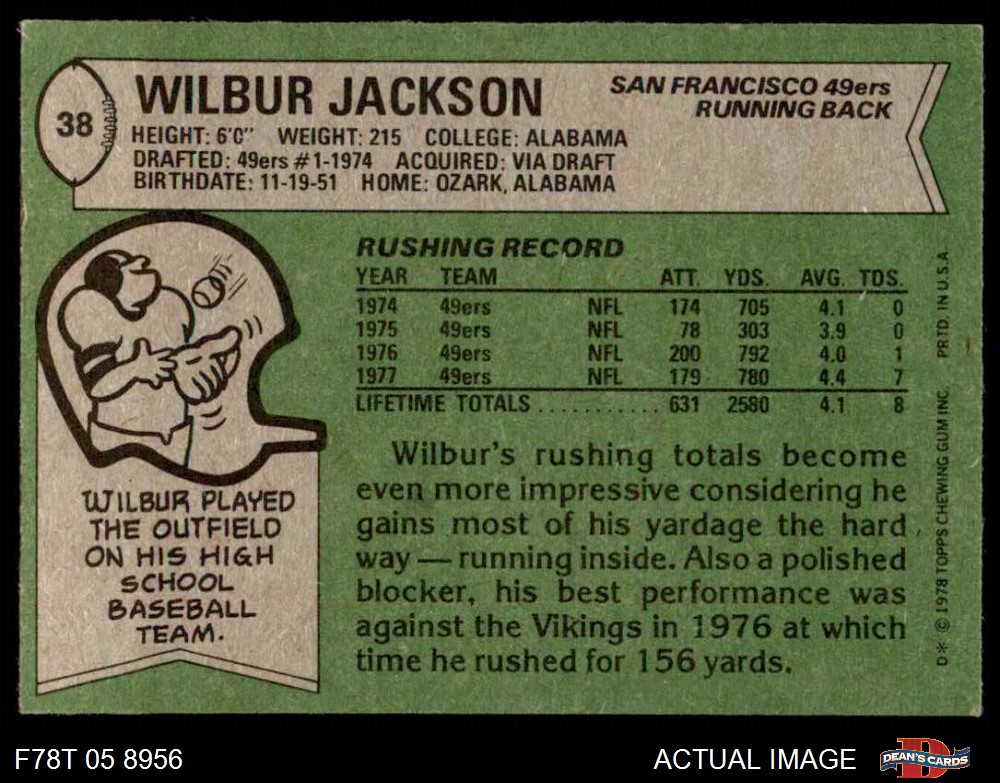 38
WILBUR JACKSON
SAN FRANCISCO 49ers
RUNNING BACK
HEIGHT: 6'0" WEIGHT: 215 COLLEGE: ALABAMA
DRAFTED: 49ers #1-1974 ACQUIRED: VIA DRAFT
BIRTHDATE: 11-19-51 HOME: OZARK, ALABAMA
RUSHING RECORD
YEAR TEAM ATT. YDS. AVG. TDS.
1974 49ers NFL 174 705 4.1 0
1975 49ers NFL 78 303 3.9 0
1976 49ers NFL 200 792 4.0 1
1977 49ers NFL 179 780 4.4 7
LIFETIME TOTALS ........... 631 2580 4.1 8
Wilbur's rushing totals become
even more impressive considering he
gains most of his yardage the hard
way — running inside. Also a polished
blocker, his best performance was
against the Vikings in 1976 at which
time he rushed for 156 yards.
WILBUR PLAYED
THE OUTFIELD
ON HIS HIGH
SCHOOL
BASEBALL
TEAM.
D* © 1978 TOPPS CHEWING GUM INC. PRTD. IN U.S.A.
F78T 05 8956
ACTUAL IMAGE
D
DEAN'S CARDS